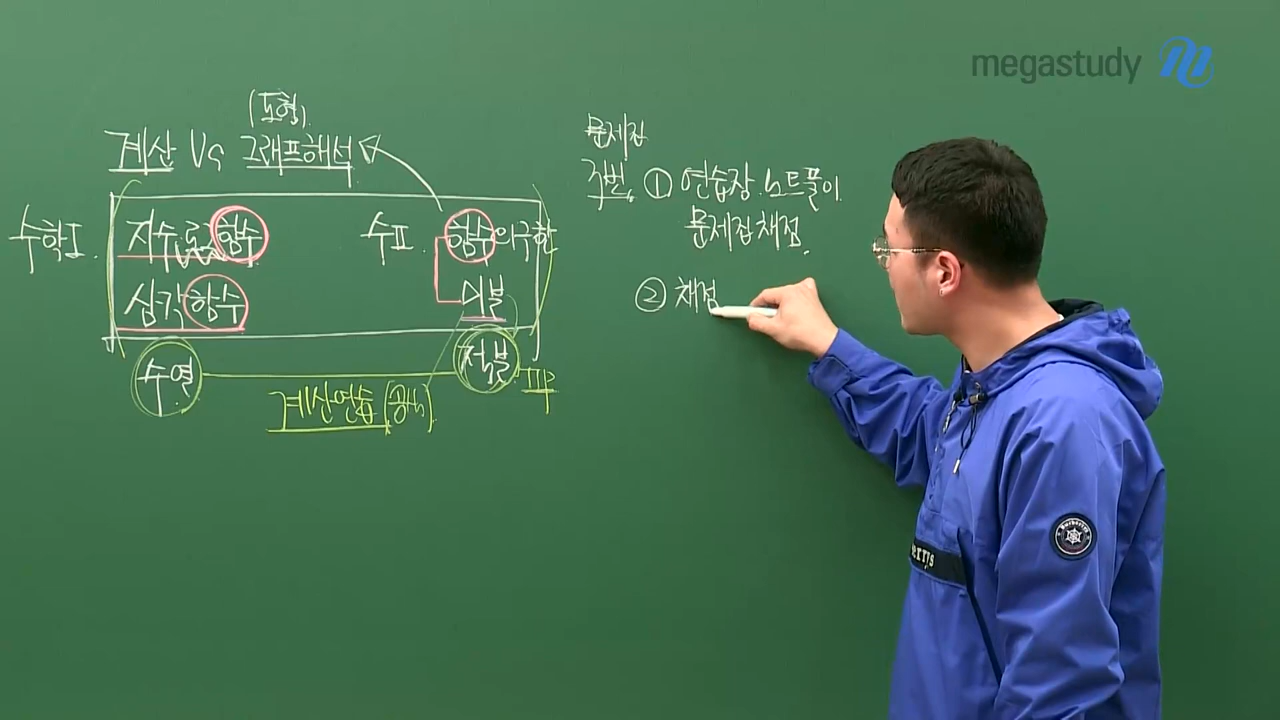 megastudy
(도형)
계산 Vs 그래프해석
수학I. 지수로그함수
삼각함수
수II 함수의극한
미분
수열 적분
계산연습(공식)
문제집
구번. ① 연습장.노트풀이
문제집채점.
② 채점